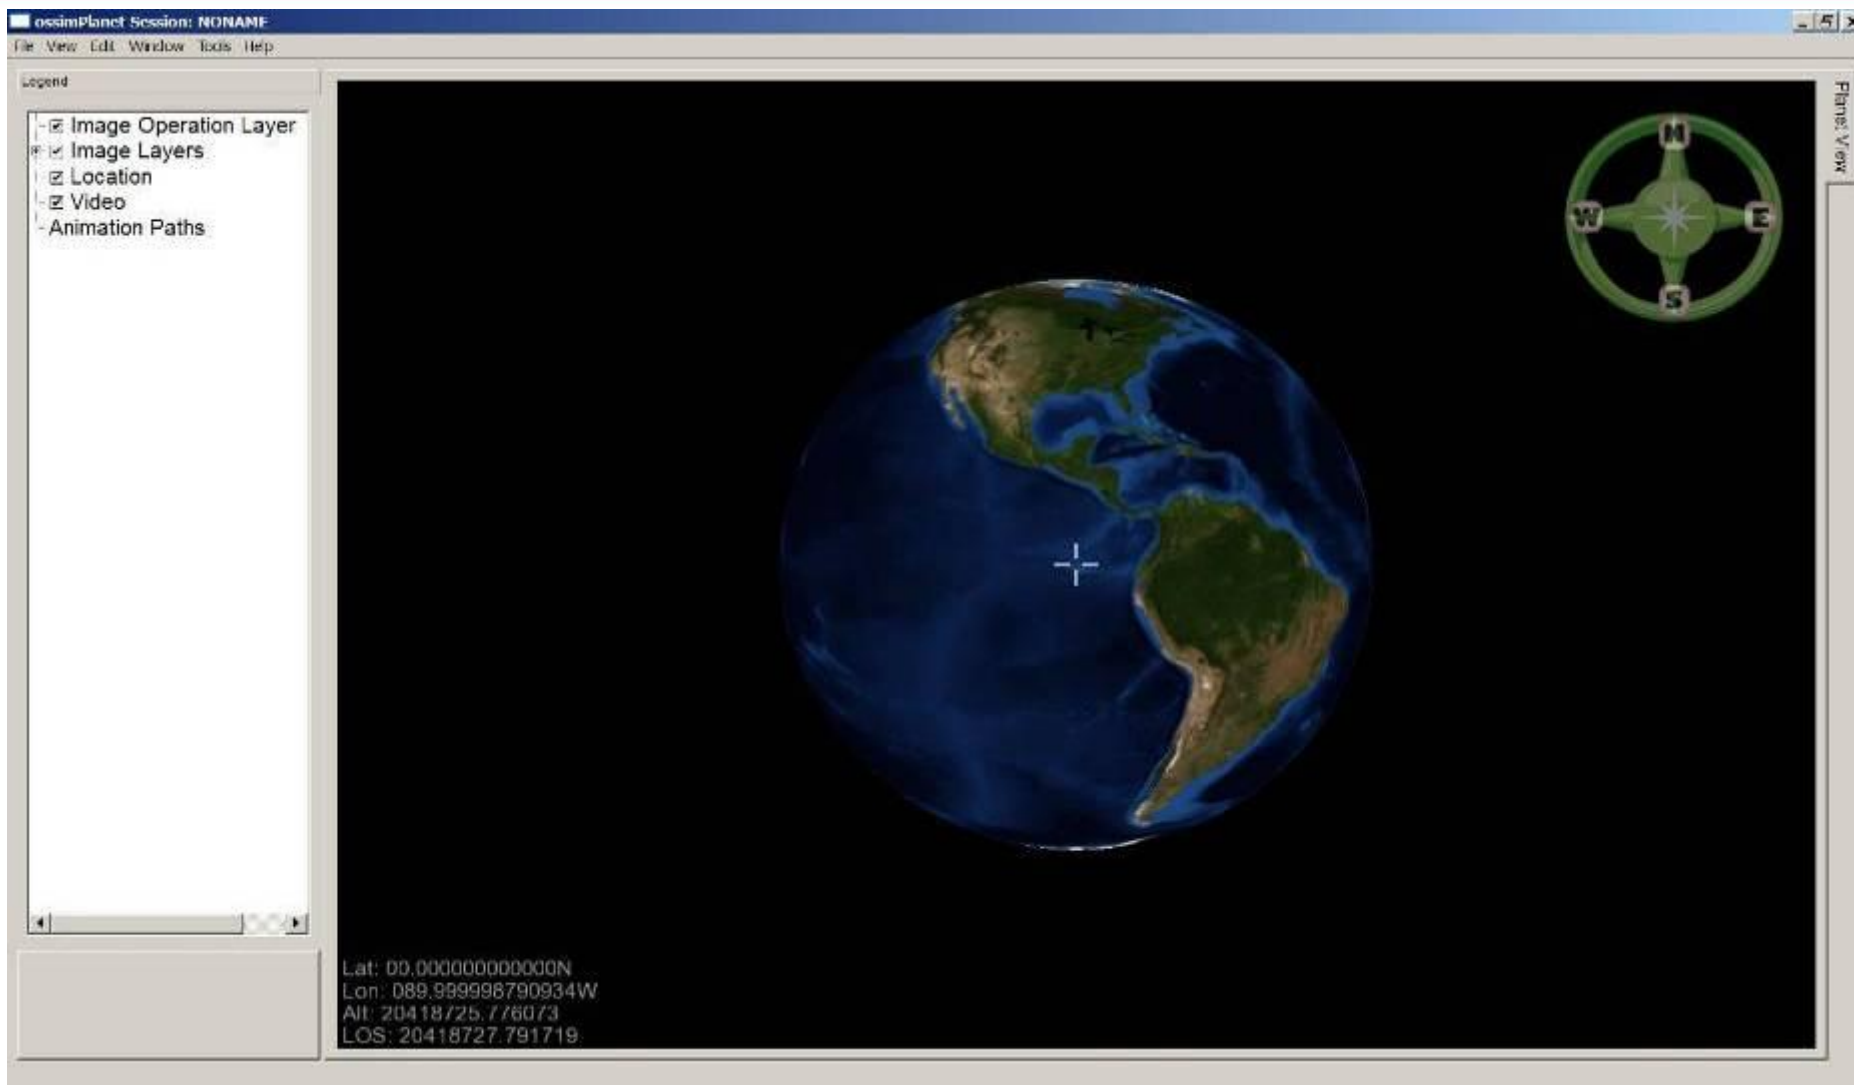 ossimPlanet Session: NONAME
File View Edit Window Tools Help
Legend
Image Operation Layer
Image Layers
Location
Video
Animation Paths
Planet View
N
W E
S
Lat: 00.000000000000N
Lon: 089.999998790934W
Alt: 20418725.776073
LOS: 20418727.791719